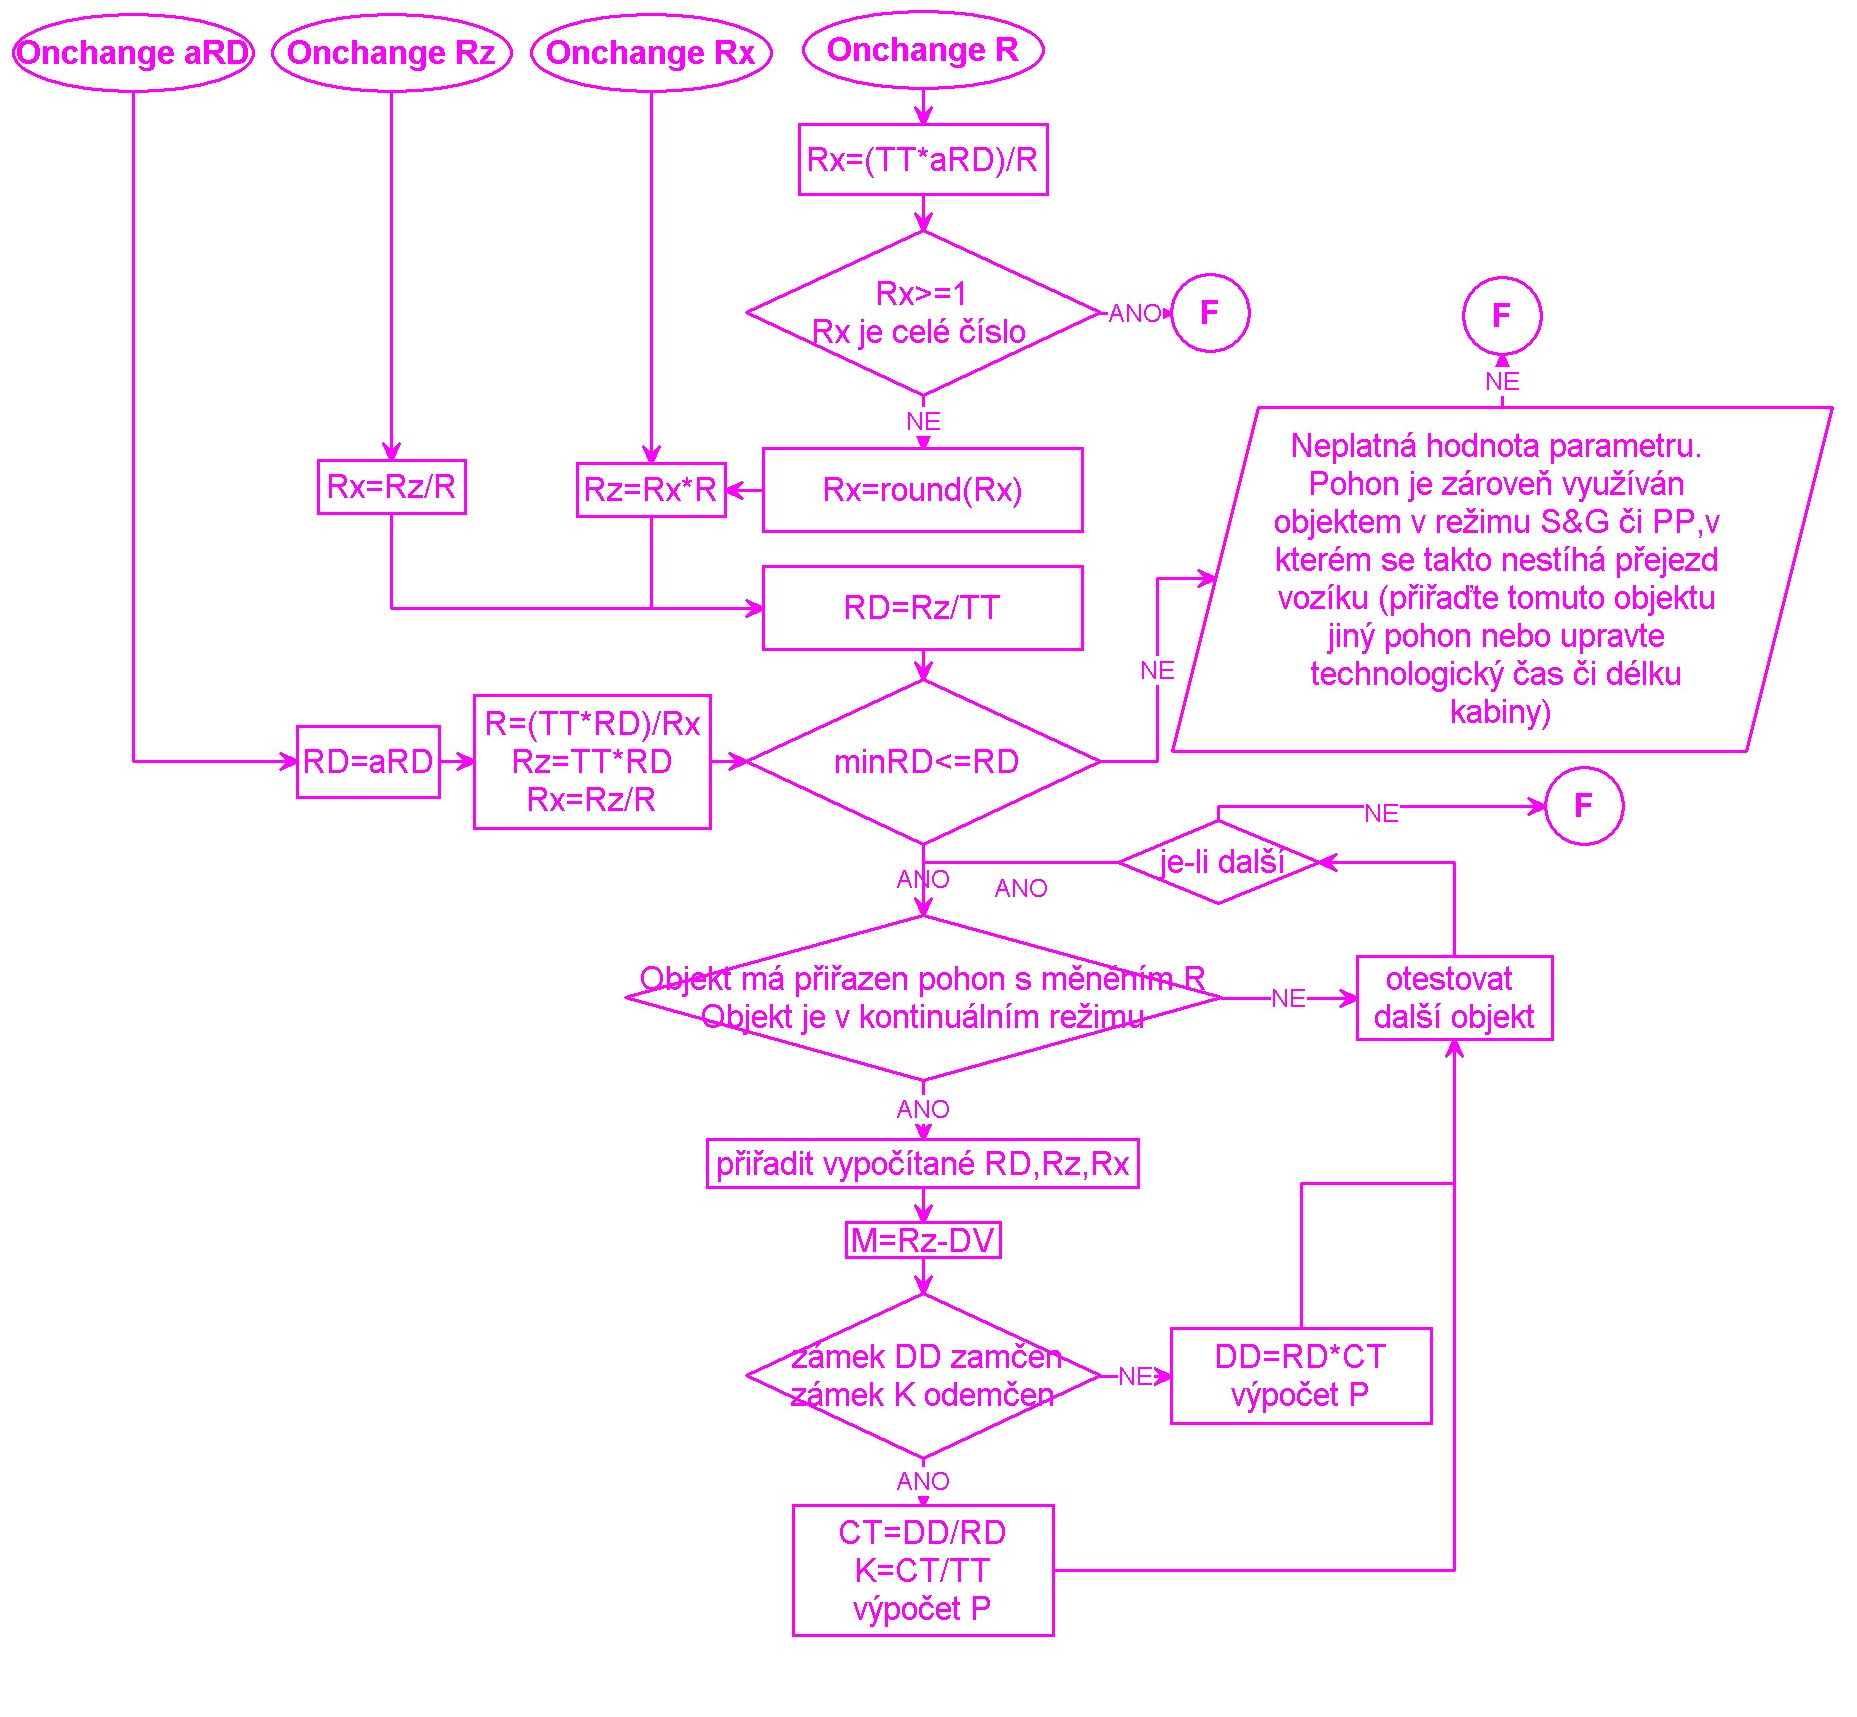 Onchange aRD
Onchange Rz
Onchange Rx
Onchange R
Rx=(TT*aRD)/R
Rx>=1
Rx je celé číslo
ANO
F
F
NE
NE
Neplatná hodnota parametru.
Pohon je zároveň využíván
objektem v režimu S&G či PP,v
kterém se takto nestíhá přejezd
vozíku (přiřaďte tomuto objektu
jiný pohon nebo upravte
technologický čas či délku
kabiny)
Rx=Rz/R
Rz=Rx*R
Rx=round(Rx)
RD=Rz/TT
NE
RD=aRD
R=(TT*RD)/Rx
Rz=TT*RD
Rx=Rz/R
minRD<=RD
NE
F
je-li další
ANO
ANO
Objekt má přiřazen pohon s měněním R
Objekt je v kontinuálním režimu
NE
otestovat
další objekt
ANO
přiřadit vypočítané RD,Rz,Rx
M=Rz-DV
zámek DD zamčen
zámek K odemčen
NE
DD=RD*CT
výpočet P
ANO
CT=DD/RD
K=CT/TT
výpočet P